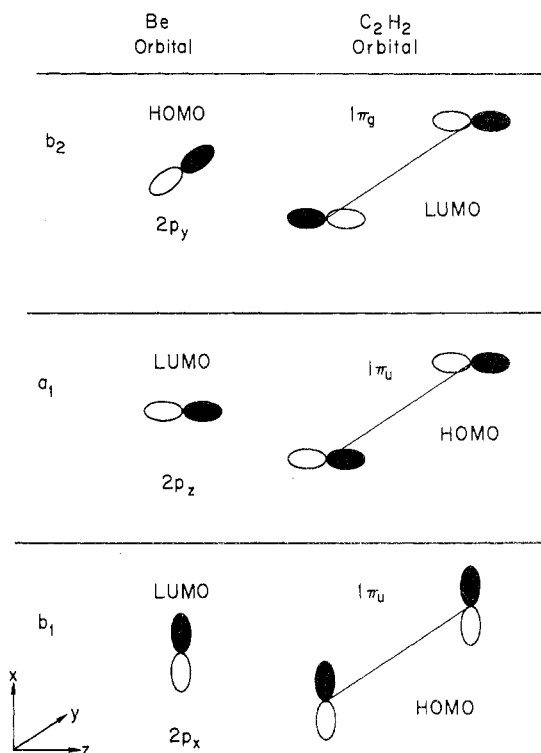 Be C₂H₂
Orbital Orbital
HOMO 1πg
b₂
LUMO
2py
LUMO
a₁ 1πu
HOMO
2pz
LUMO 1πu
b₁
x
y HOMO
z 2px